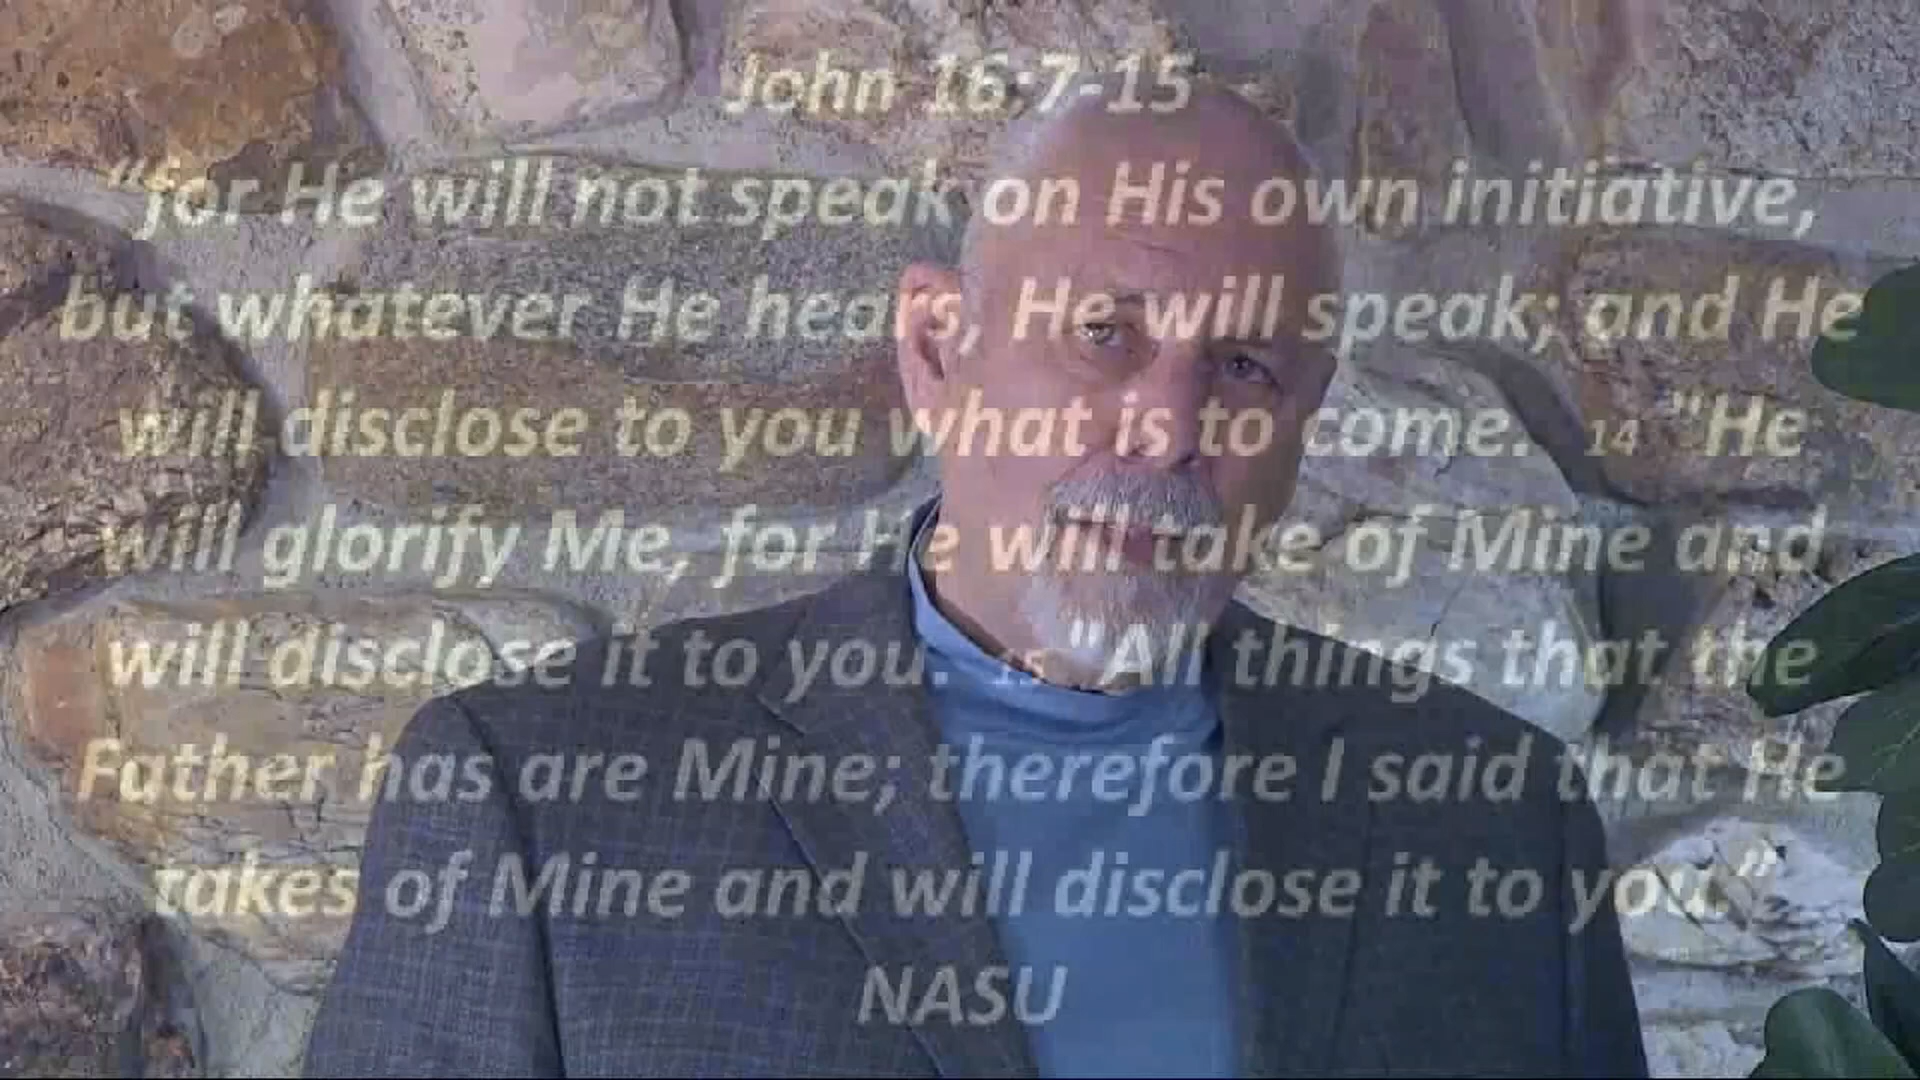 John 16:7-15
“for He will not speak on His own initiative,
but whatever He hears, He will speak; and He
will disclose to you what is to come. 14 "He
will glorify Me, for He will take of Mine and
will disclose it to you. 15 "All things that the
Father has are Mine; therefore I said that He
takes of Mine and will disclose it to you.”
NASU